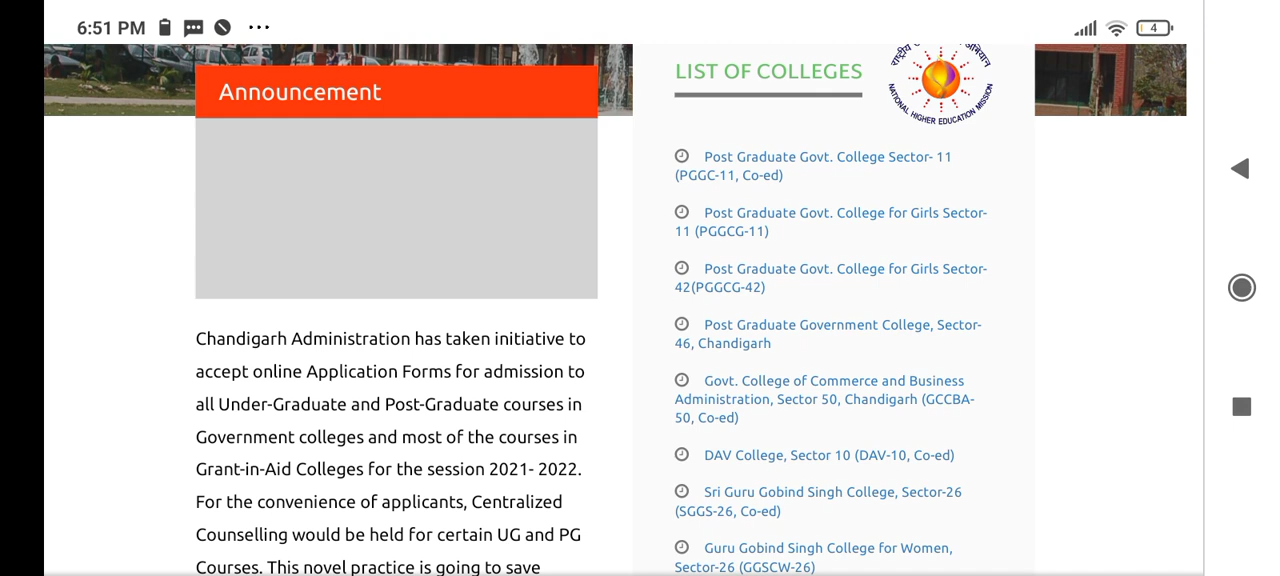 6:51 PM
4
Announcement
LIST OF COLLEGES
NATIONAL HIGHER EDUCATION MISSION
Post Graduate Govt. College Sector- 11
(PGGC-11, Co-ed)
Post Graduate Govt. College for Girls Sector-
11 (PGGCG-11)
Post Graduate Govt. College for Girls Sector-
42(PGGCG-42)
Post Graduate Government College, Sector-
46, Chandigarh
Govt. College of Commerce and Business
Administration, Sector 50, Chandigarh (GCCBA-
50, Co-ed)
DAV College, Sector 10 (DAV-10, Co-ed)
Sri Guru Gobind Singh College, Sector-26
(SGGS-26, Co-ed)
Guru Gobind Singh College for Women,
Sector-26 (GGSCW-26)
Chandigarh Administration has taken initiative to
accept online Application Forms for admission to
all Under-Graduate and Post-Graduate courses in
Government colleges and most of the courses in
Grant-in-Aid Colleges for the session 2021- 2022.
For the convenience of applicants, Centralized
Counselling would be held for certain UG and PG
Courses. This novel practice is going to save